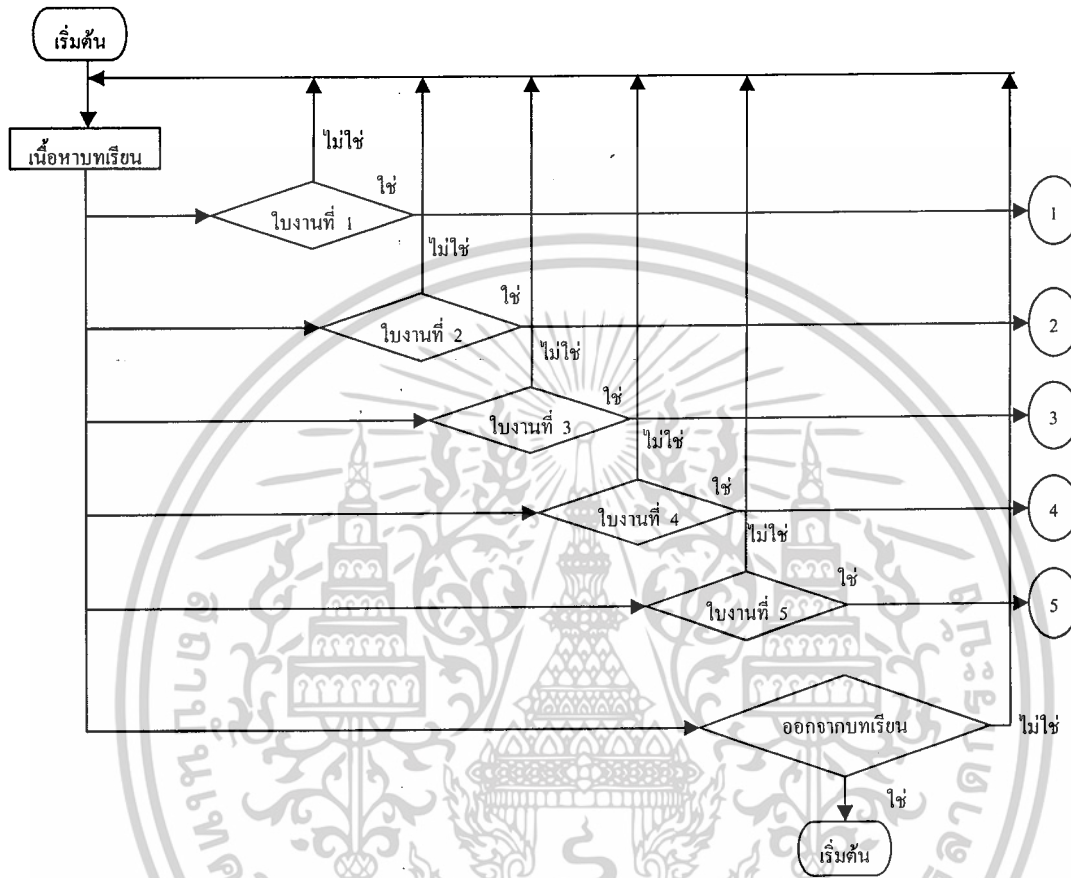 เริ่มต้น
เนื้อหาบทเรียน
ไม่ใช่
ใช่
ใบงานที่ 1
1
ไม่ใช่
ใช่
ใบงานที่ 2
2
ไม่ใช่
ใช่
ใบงานที่ 3
3
ไม่ใช่
ใช่
ใบงานที่ 4
4
ไม่ใช่
ใช่
ใบงานที่ 5
5
ออกจากบทเรียน
ไม่ใช่
ใช่
เริ่มต้น